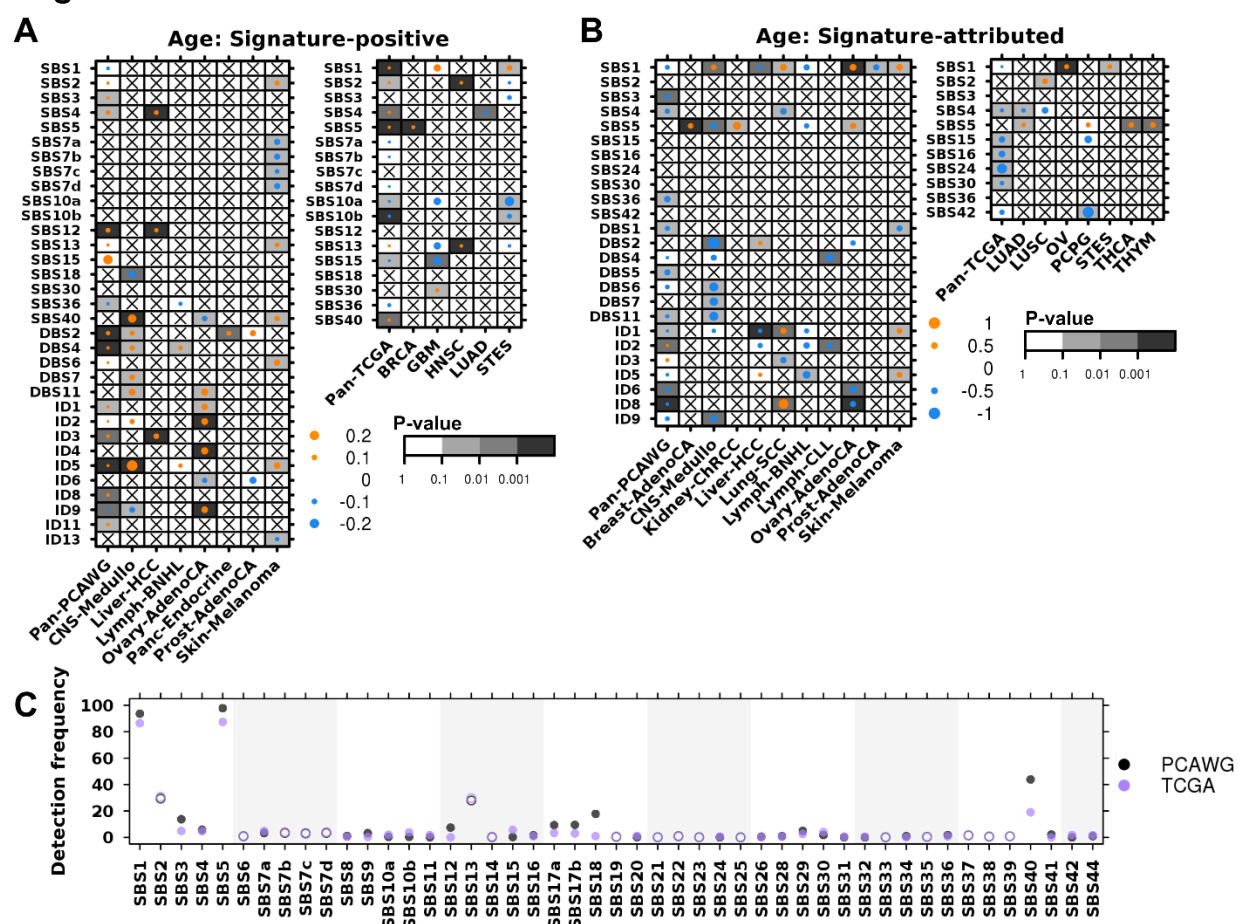 A
Age: Signature-positive
SBS1
SBS2
SBS3
SBS4
SBS5
SBS7a
SBS7b
SBS7c
SBS7d
SBS10a
SBS10b
SBS12
SBS13
SBS15
SBS18
SBS30
SBS36
SBS40
DBS2
DBS4
DBS6
DBS7
DBS11
ID1
ID2
ID3
ID4
ID5
ID6
ID8
ID9
ID11
ID13
Pan-PCAWG
CNS-Medullo
Liver-HCC
Lymph-BNHL
Ovary-AdenoCA
Panc-Endocrine
Prost-AdenoCA
Skin-Melanoma
SBS1
SBS2
SBS3
SBS4
SBS5
SBS7a
SBS7b
SBS7c
SBS7d
SBS10a
SBS10b
SBS12
SBS13
SBS15
SBS18
SBS30
SBS36
SBS40
Pan-TCGA
BRCA
GBM
HNSC
LUAD
STES
0.2
0.1
0
-0.1
-0.2
P-value
1 0.1 0.01 0.001
B
Age: Signature-attributed
SBS1
SBS2
SBS3
SBS4
SBS5
SBS15
SBS16
SBS24
SBS30
SBS36
SBS42
DBS1
DBS2
DBS4
DBS5
DBS6
DBS7
DBS11
ID1
ID2
ID3
ID5
ID6
ID8
ID9
Pan-PCAWG
Breast-AdenoCA
CNS-Medullo
Kidney-ChRCC
Liver-HCC
Lung-SCC
Lymph-BNHL
Lymph-CLL
Ovary-AdenoCA
Prost-AdenoCA
Skin-Melanoma
SBS1
SBS2
SBS3
SBS4
SBS5
SBS15
SBS16
SBS24
SBS30
SBS36
SBS42
Pan-TCGA
LUAD
LUSC
OV
PCPG
STES
THCA
THYM
1
0.5
0
-0.5
-1
P-value
1 0.1 0.01 0.001
C
Detection frequency
100
80
60
40
20
0
SBS1
SBS2
SBS3
SBS4
SBS5
SBS6
SBS7a
SBS7b
SBS7c
SBS7d
SBS8
SBS9
SBS10a
SBS10b
SBS11
SBS12
SBS13
SBS14
SBS15
SBS16
SBS17a
SBS17b
SBS18
SBS19
SBS20
SBS21
SBS22
SBS23
SBS24
SBS25
SBS26
SBS28
SBS29
SBS30
SBS31
SBS32
SBS33
SBS34
SBS35
SBS36
SBS37
SBS38
SBS39
SBS40
SBS41
SBS42
SBS44
PCAWG
TCGA